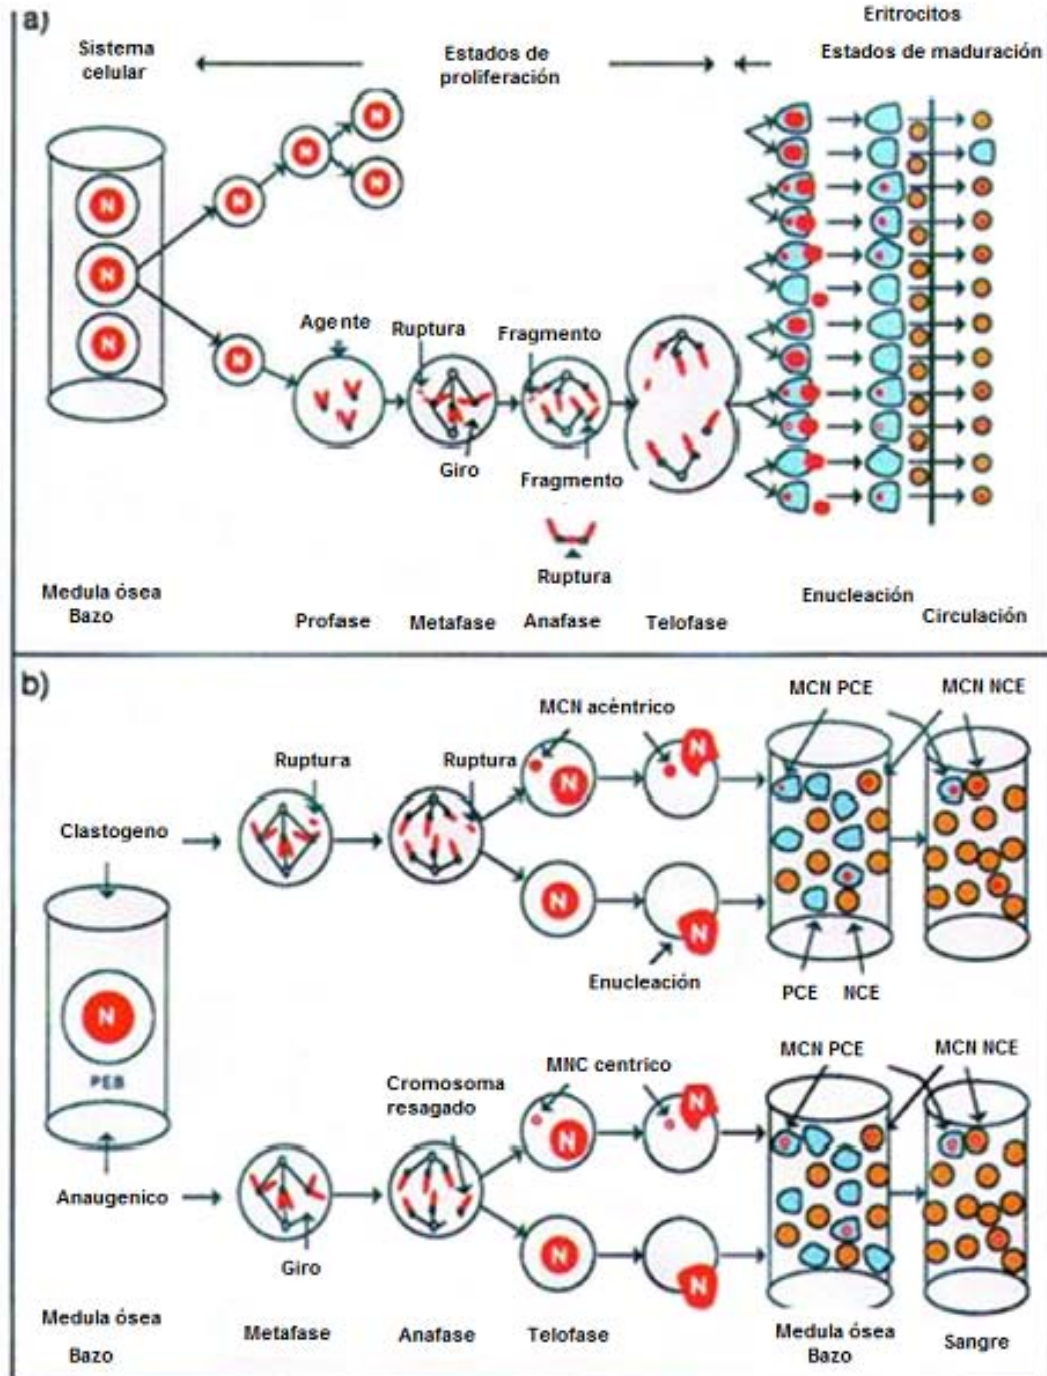 a)
Eritrocitos
Sistema
celular
Estados de
proliferación
Estados de maduración
N
N
N
N
N
N
N
N
Agente
Ruptura
Fragmento
Giro
Fragmento
Ruptura
Medula ósea
Bazo
Profase
Metafase
Anafase
Telofase
Enucleación
Circulación
b)
MCN PCE
MCN NCE
MCN acéntrico
Ruptura
Ruptura
N
N
Clastogeno
N
N
Enucleación
PCE
NCE
N
PEB
MCN PCE
MCN NCE
MNC centrico
Cromosoma
resagado
N
N
Anaugenico
Giro
N
N
Medula ósea
Bazo
Metafase
Anafase
Telofase
Medula ósea
Bazo
Sangre